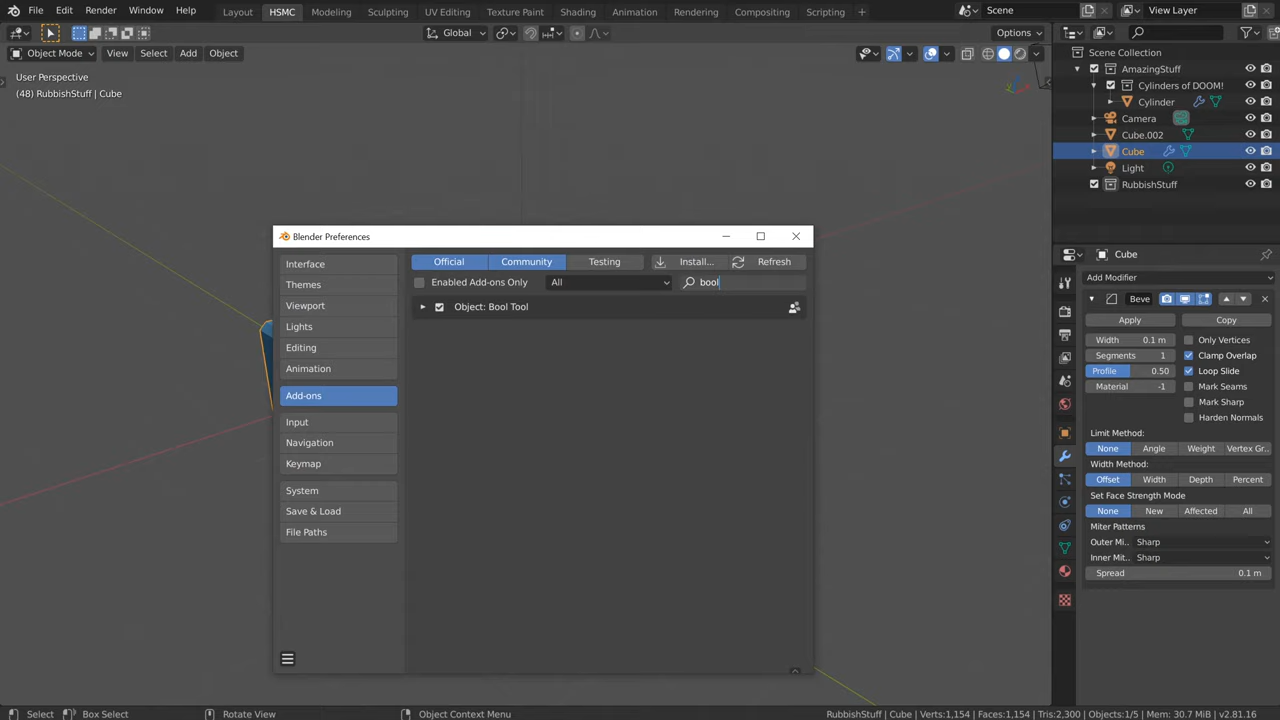 File Edit Render Window Help Layout HSMC Modeling Sculpting UV Editing Texture Paint Shading Animation Rendering Compositing Scripting + Scene View Layer
Global Options
Object Mode View Select Add Object
User Perspective
(48) RubbishStuff | Cube
Scene Collection
AmazingStuff
Cylinders of DOOM!
Cylinder
Camera
Cube.002
Cube
Light
RubbishStuff
Blender Preferences
Interface
Themes
Viewport
Lights
Editing
Animation
Add-ons
Input
Navigation
Keymap
System
Save & Load
File Paths
Official Community Testing Install... Refresh
Enabled Add-ons Only All bool
Object: Bool Tool
Cube
Add Modifier
Beve
Apply Copy
Width 0.1 m Only Vertices
Segments 1 Clamp Overlap
Profile 0.50 Loop Slide
Material -1 Mark Seams
Mark Sharp
Harden Normals
Limit Method:
None Angle Weight Vertex Gr..
Width Method:
Offset Width Depth Percent
Set Face Strength Mode
None New Affected All
Miter Patterns
Outer Mi.. Sharp
Inner Mit.. Sharp
Spread 0.1 m
Select Box Select Rotate View Object Context Menu RubbishStuff | Cube | Verts:1,154 | Faces:1,154 | Tris:2,300 | Objects:1/5 | Mem: 30.7 MiB | v2.81.16